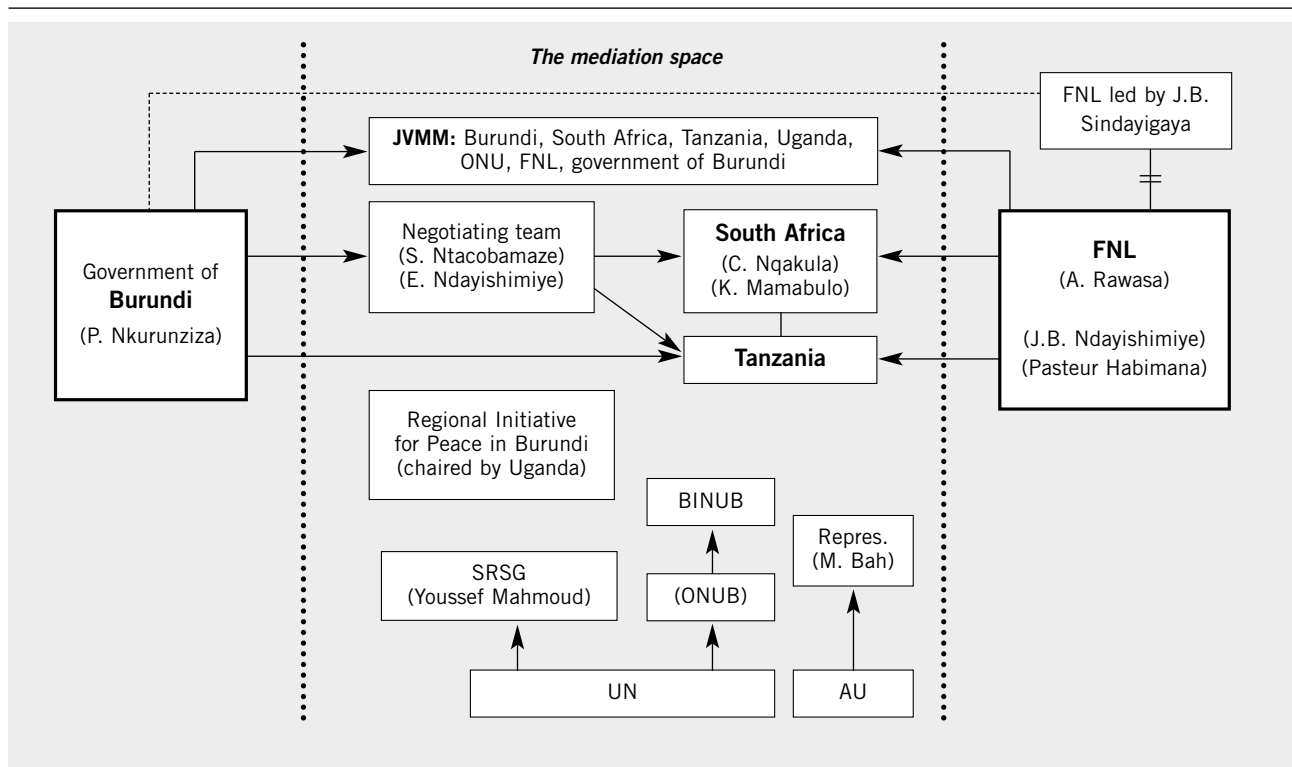 The mediation space
FNL led by J.B.
Sindayigaya
JVMM: Burundi, South Africa, Tanzania, Uganda,
ONU, FNL, government of Burundi
Government of
Burundi
(P. Nkurunziza)
Negotiating team
(S. Ntacobamaze)
(E. Ndayishimiye)
South Africa
(C. Nqakula)
(K. Mamabulo)
Tanzania
FNL
(A. Rawasa)
(J.B. Ndayishimiye)
(Pasteur Habimana)
Regional Initiative
for Peace in Burundi
(chaired by Uganda)
BINUB
Repres.
(M. Bah)
SRSG
(Youssef Mahmoud)
(ONUB)
UN
AU